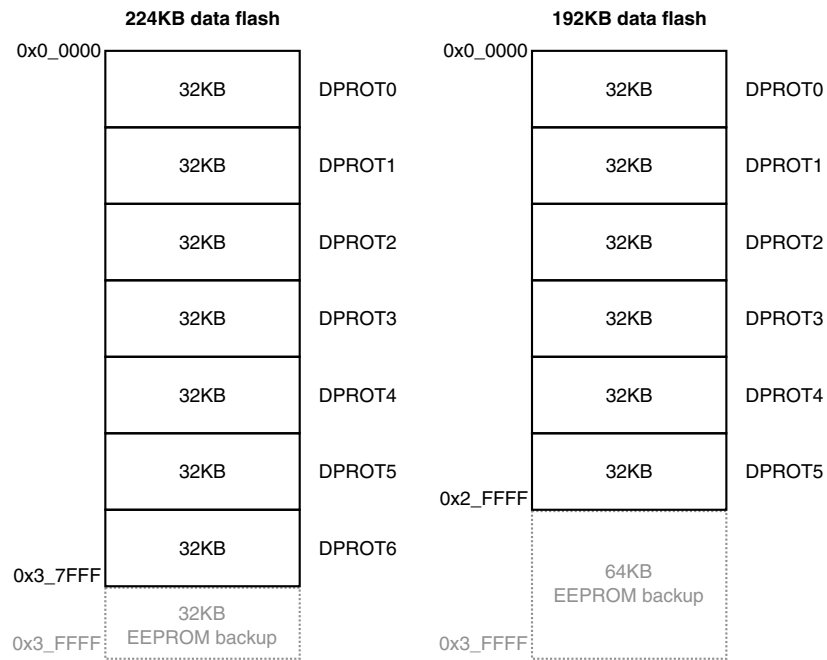 224KB data flash
0x0_0000
32KB DPROT0
32KB DPROT1
32KB DPROT2
32KB DPROT3
32KB DPROT4
32KB DPROT5
32KB DPROT6
0x3_7FFF
32KB
EEPROM backup
0x3_FFFF
192KB data flash
0x0_0000
32KB DPROT0
32KB DPROT1
32KB DPROT2
32KB DPROT3
32KB DPROT4
32KB DPROT5
0x2_FFFF
64KB
EEPROM backup
0x3_FFFF